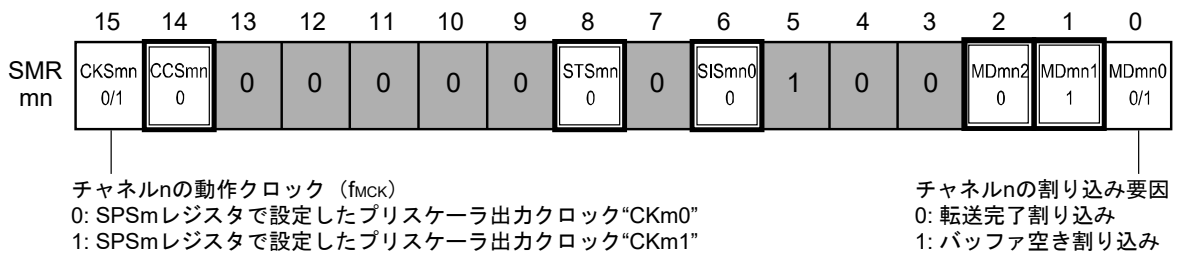 15 14 13 12 11 10 9 8 7 6 5 4 3 2 1 0
SMR
mn
CKSmn CCSmn 0 0 0 0 0 STSmn 0 SISmn0 1 0 0 MDmn2 MDmn1 MDmn0
0/1 0 0 0 0 1 0/1
チャネルnの動作クロック(fMCK)
0: SPSmレジスタで設定したプリスケーラ出力クロック“CKm0”
1: SPSmレジスタで設定したプリスケーラ出力クロック“CKm1”
チャネルnの割り込み要因
0: 転送完了割り込み
1: バッファ空き割り込み